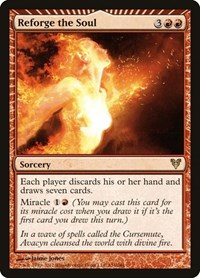 Reforge the Soul 3
Sorcery
Each player discards his or her hand and
draws seven cards.
Miracle 1 (You may cast this card for
its miracle cost when you draw it if it's the
first card you drew this turn.)
In a wave of spells called the Cursemute,
Avacyn cleansed the world with divine fire.
Jaime Jones